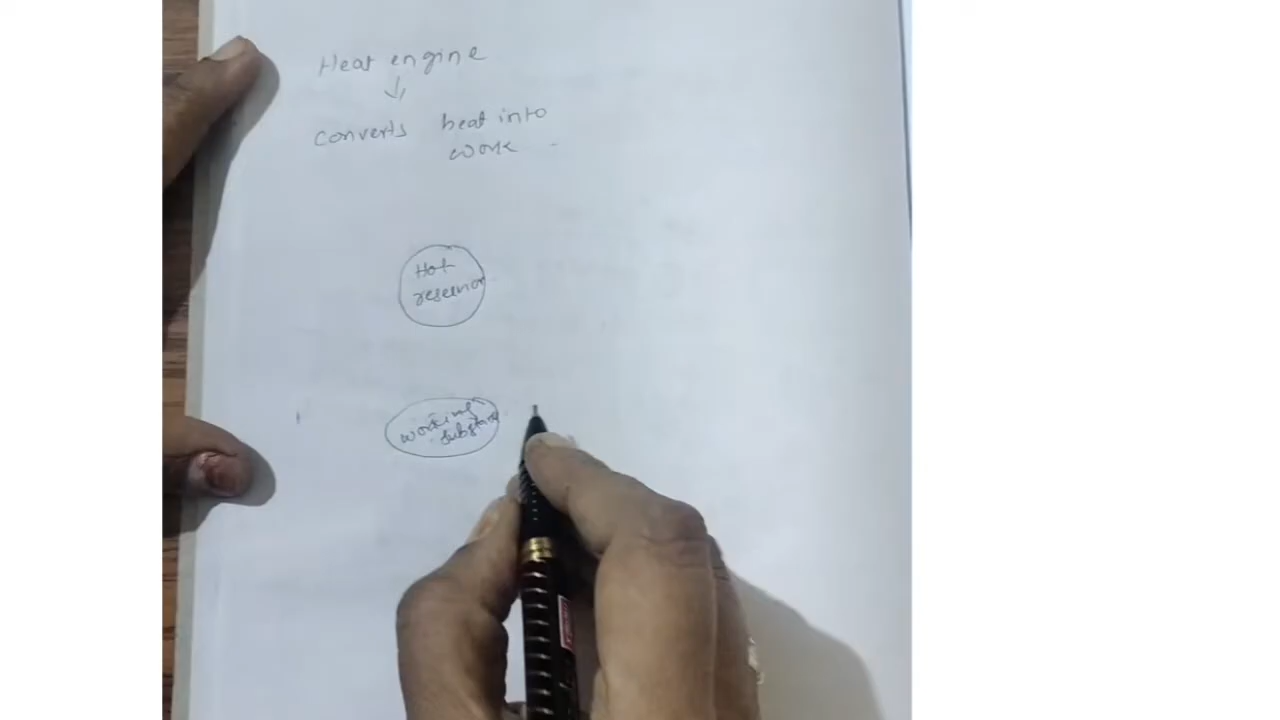 Heat engine
converts heat into
work
Hot
reservoir
working
substance